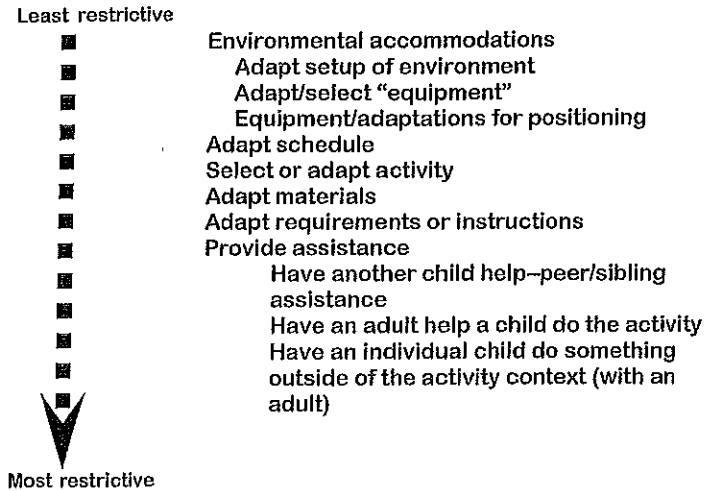 Least restrictive
Environmental accommodations
Adapt setup of environment
Adapt/select “equipment”
Equipment/adaptations for positioning
Adapt schedule
Select or adapt activity
Adapt materials
Adapt requirements or instructions
Provide assistance
Have another child help–peer/sibling
assistance
Have an adult help a child do the activity
Have an individual child do something
outside of the activity context (with an
adult)
Most restrictive